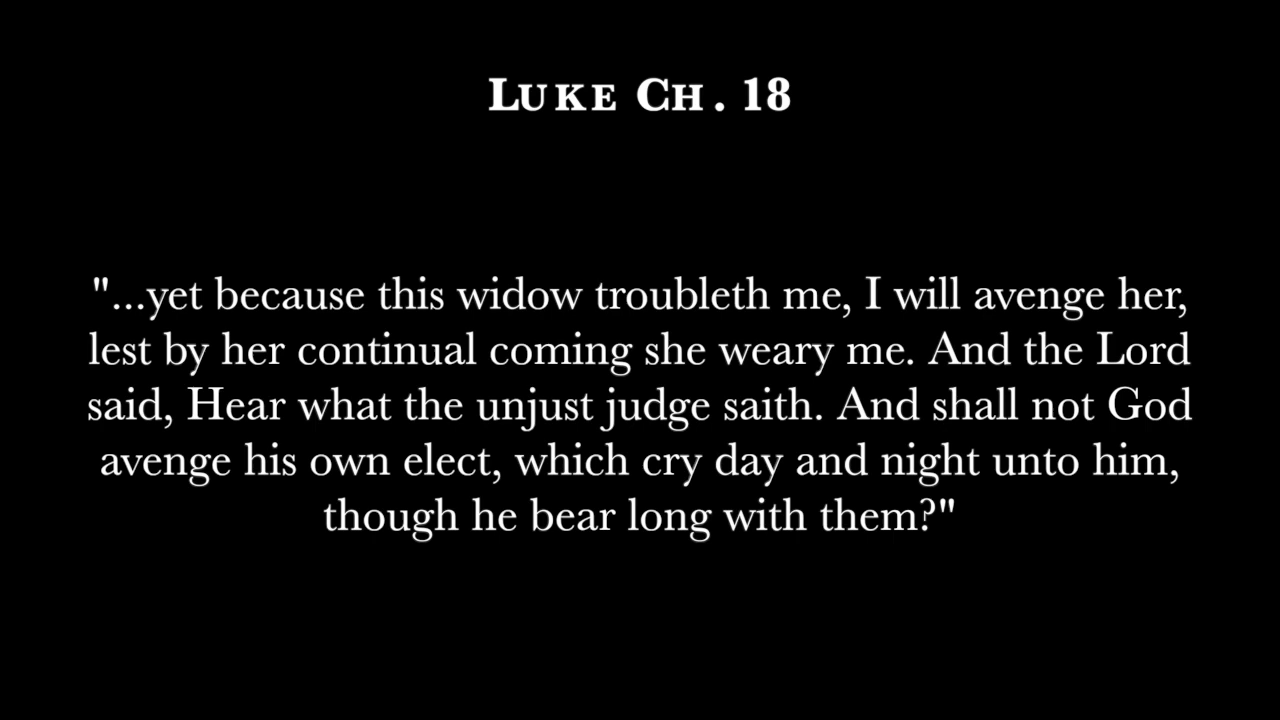 LUKE CH. 18
"...yet because this widow troubleth me, I will avenge her,
lest by her continual coming she weary me. And the Lord
said, Hear what the unjust judge saith. And shall not God
avenge his own elect, which cry day and night unto him,
though he bear long with them?"